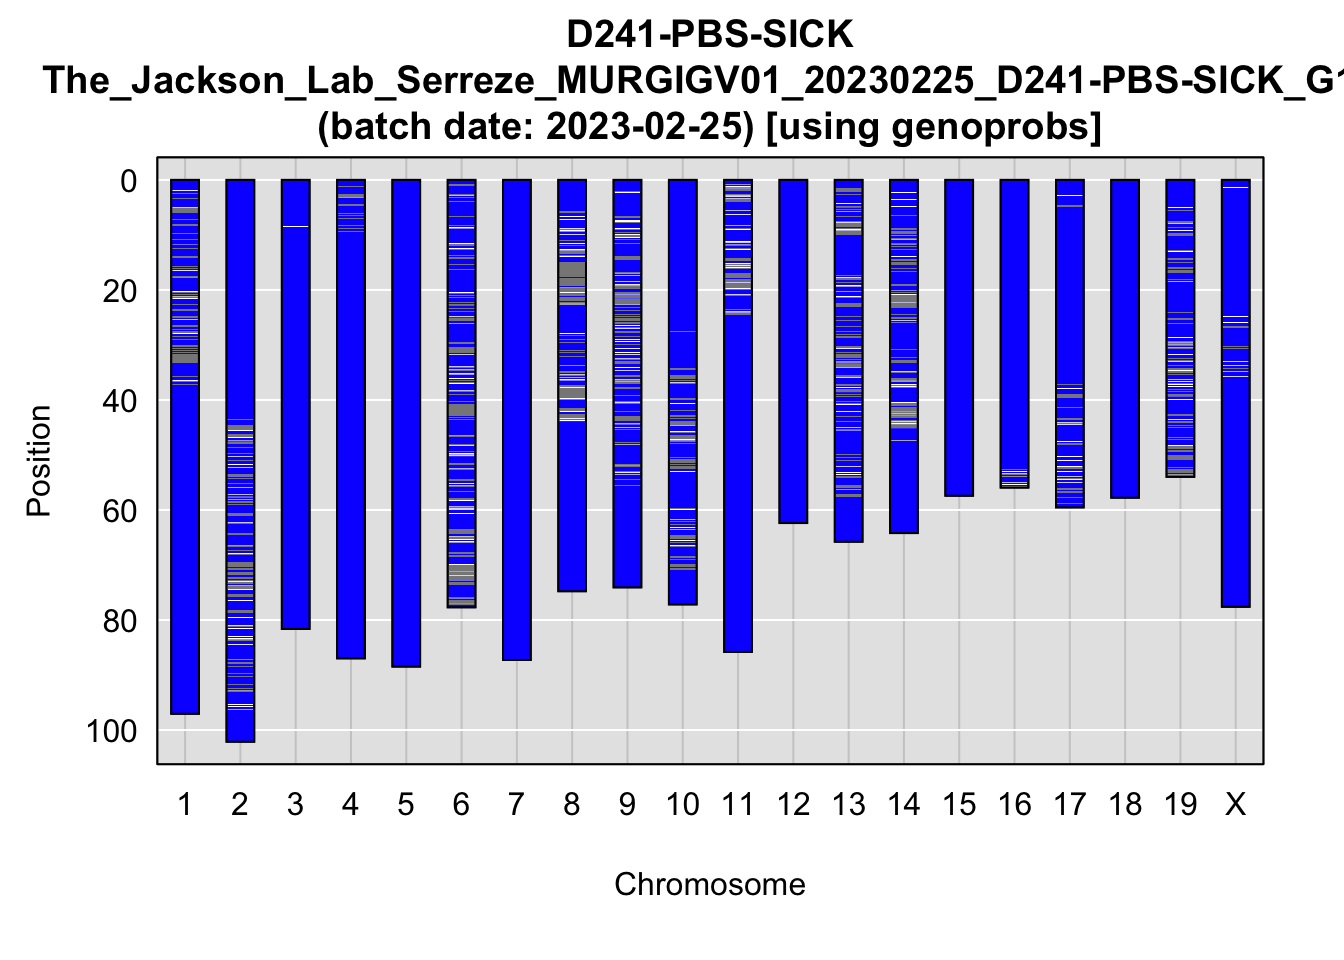 D241-PBS-SICK
The_Jackson_Lab_Serreze_MURGIGV01_20230225_D241-PBS-SICK_G1
(batch date: 2023-02-25) [using genoprobs]
0
20
40
60
80
100
Position
1 2 3 4 5 6 7 8 9 10 11 12 13 14 15 16 17 18 19 X
Chromosome